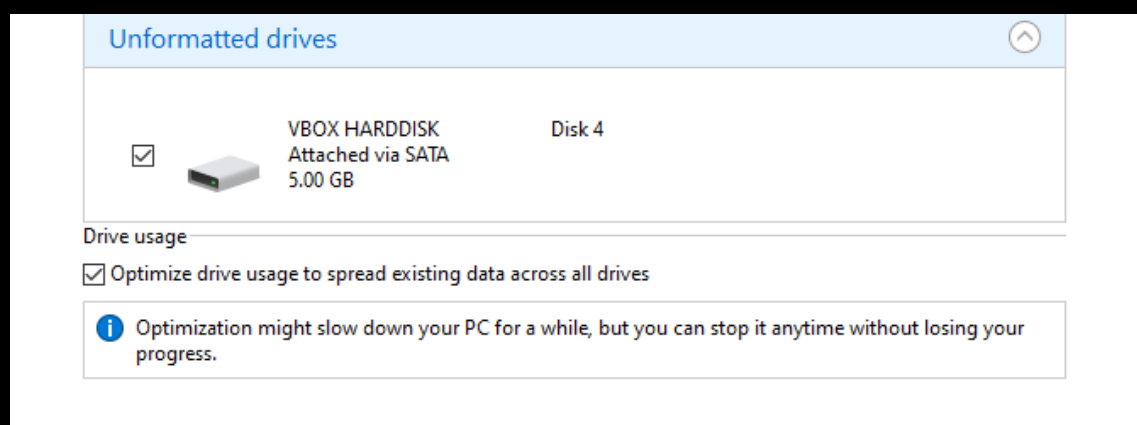 Unformatted drives
VBOX HARDDISK Disk 4
Attached via SATA
5.00 GB
Drive usage
Optimize drive usage to spread existing data across all drives
Optimization might slow down your PC for a while, but you can stop it anytime without losing your
progress.